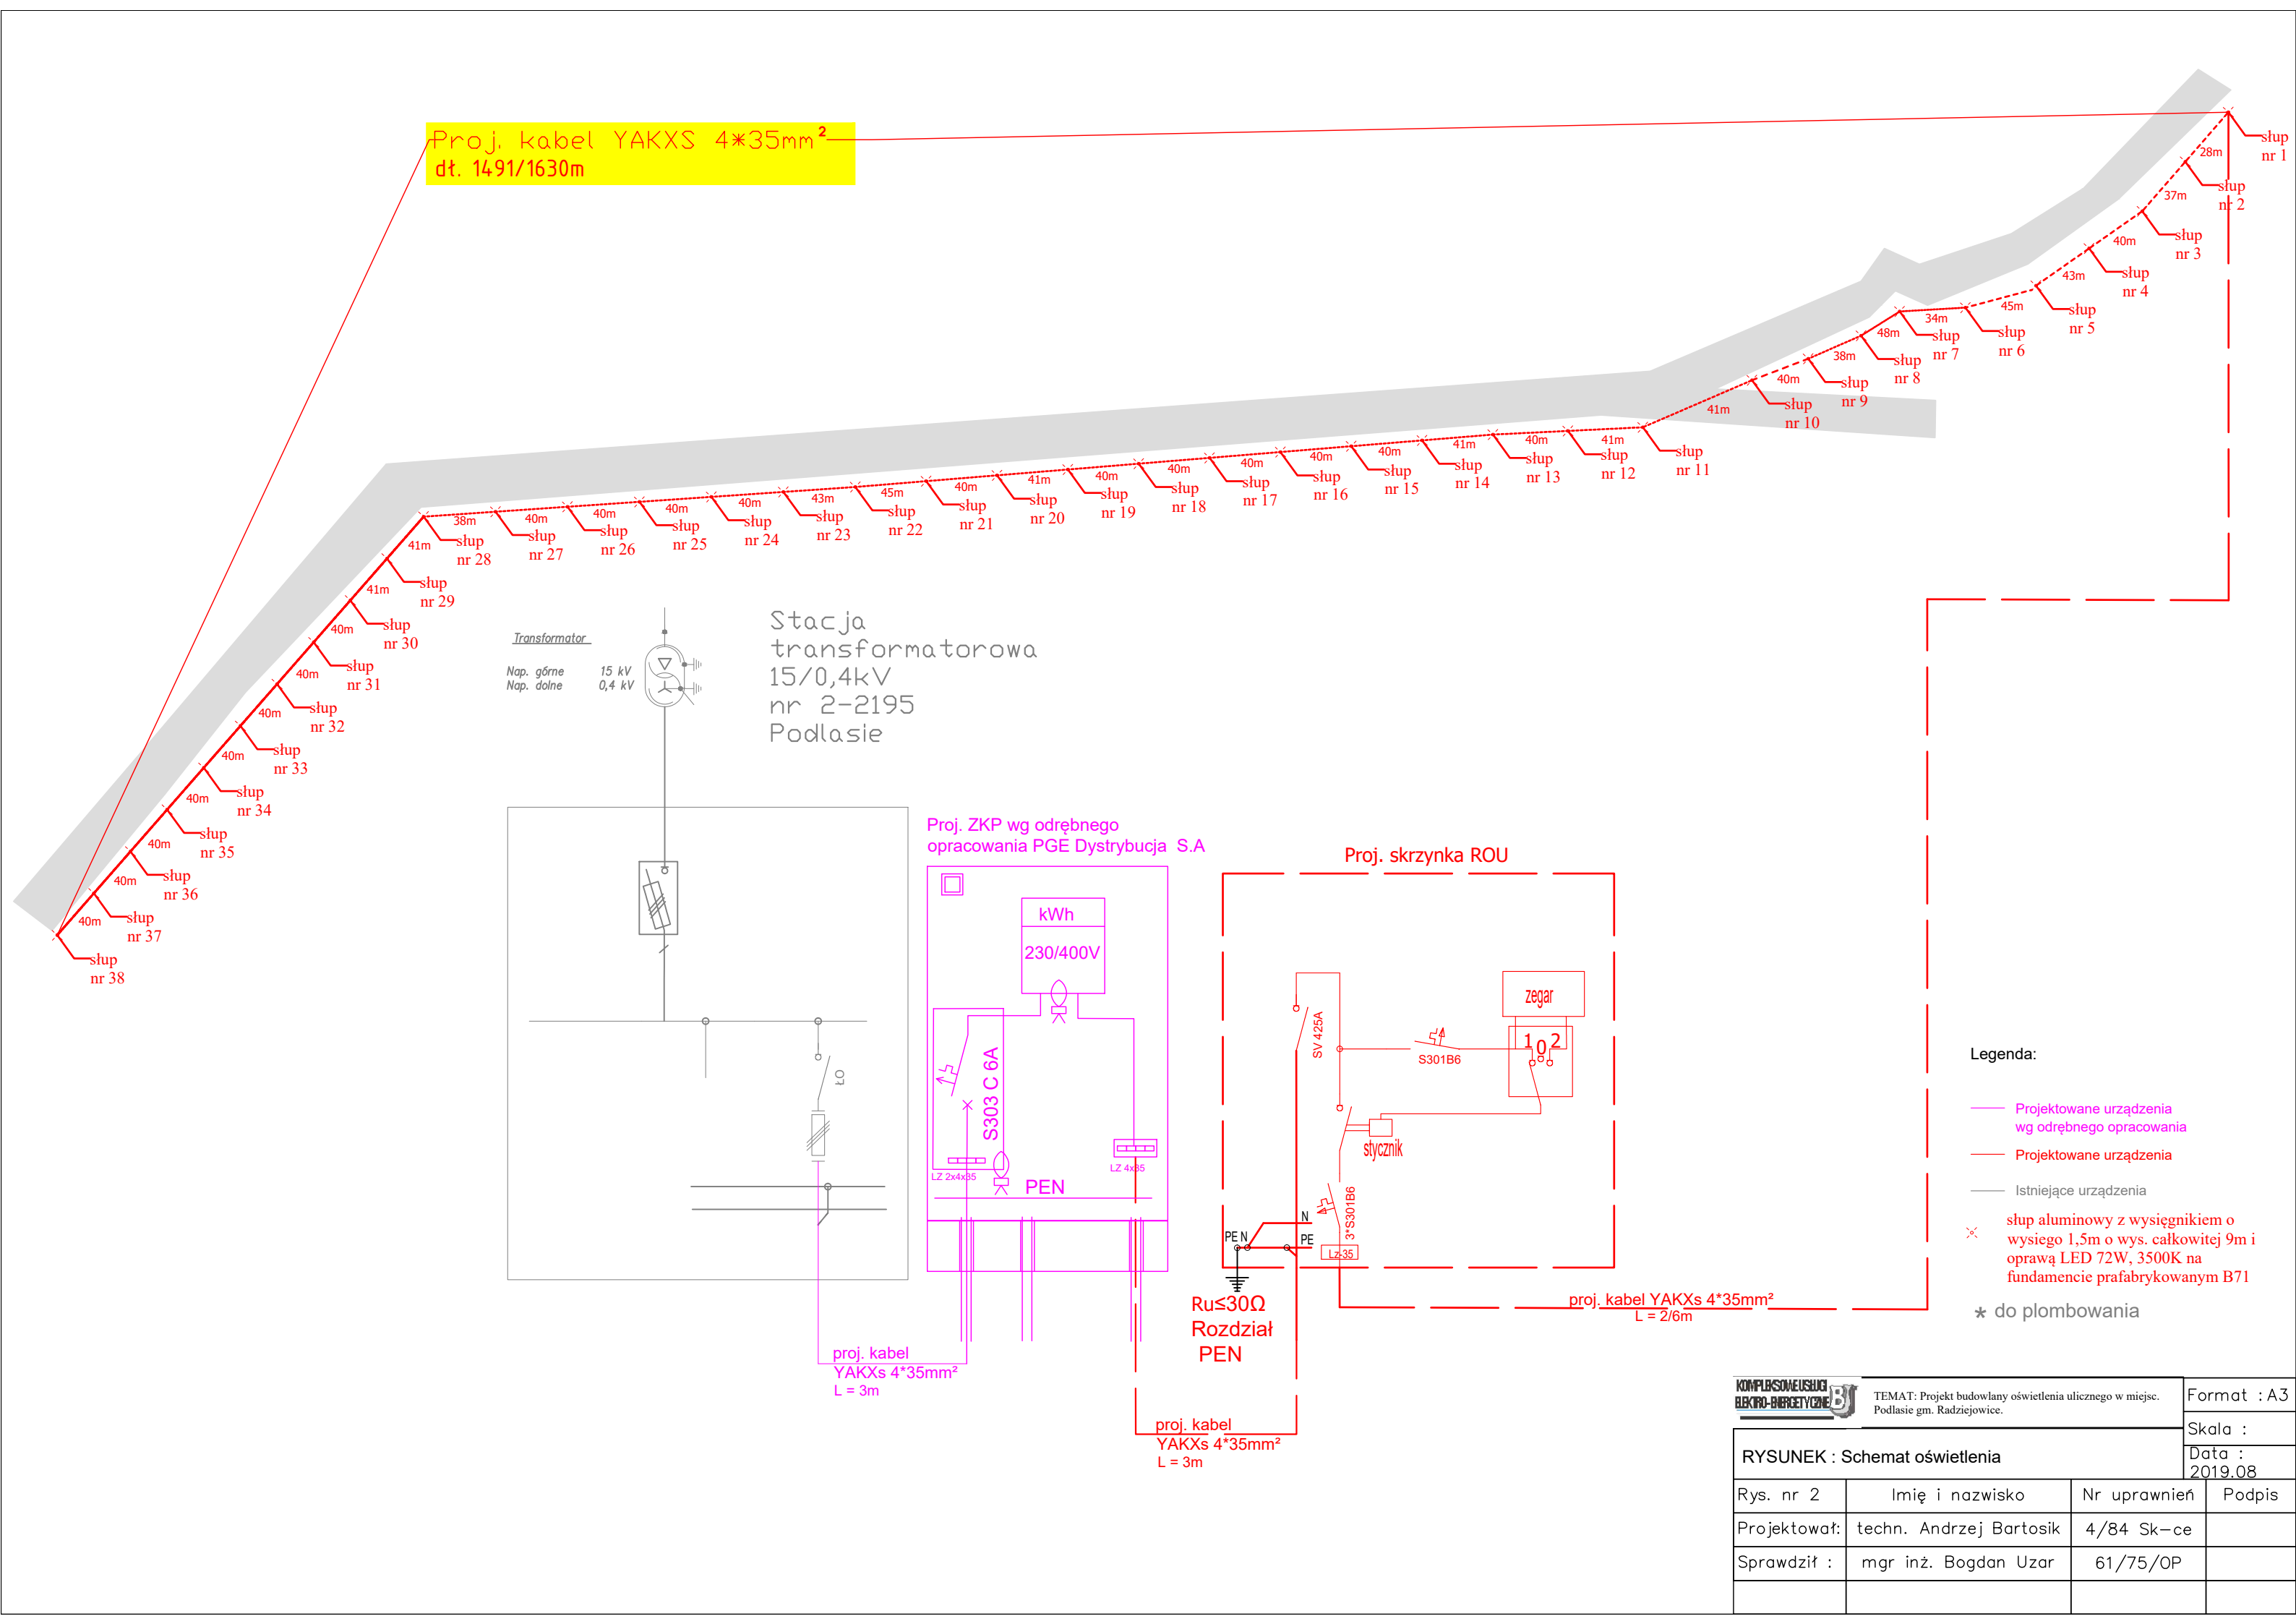 Proj. kabel YAKXS 4*35mm²
dł. 1491/1630m
słup
nr 1
28m
słup
nr 2
37m
słup
nr 3
40m
słup
nr 4
43m
słup
nr 5
45m
słup
nr 6
34m
słup
nr 7
48m
słup
nr 8
38m
słup
nr 9
40m
słup
nr 10
41m
słup
nr 11
41m
słup
nr 12
40m
słup
nr 13
41m
słup
nr 14
40m
słup
nr 15
40m
słup
nr 16
40m
słup
nr 17
40m
słup
nr 18
40m
słup
nr 19
41m
słup
nr 20
40m
słup
nr 21
45m
słup
nr 22
43m
słup
nr 23
40m
słup
nr 24
40m
słup
nr 25
40m
słup
nr 26
40m
słup
nr 27
38m
słup
nr 28
41m
słup
nr 29
41m
słup
nr 30
40m
słup
nr 31
40m
słup
nr 32
40m
słup
nr 33
40m
słup
nr 34
40m
słup
nr 35
40m
słup
nr 36
40m
słup
nr 37
40m
słup
nr 38
Transformator
Nap. górne 15 kV
Nap. dolne 0,4 kV
Stacja
transformatorowa
15/0,4kV
nr 2-2195
Podlasie
ŁO
Proj. ZKP wg odrębnego
opracowania PGE Dystrybucja S.A
kWh
230/400V
S303 C 6A
LZ 2x4x35
LZ 4x35
PEN
proj. kabel
YAKXs 4*35mm²
L = 3m
proj. kabel
YAKXs 4*35mm²
L = 3m
Proj. skrzynka ROU
zegar
1 0 2
SV 425A
S301B6
stycznik
3*S301B6
N
PE N
PE
Lz-35
Ru≤30Ω
Rozdział
PEN
proj. kabel YAKXs 4*35mm²
L = 2/6m
Legenda:
Projektowane urządzenia
wg odrębnego opracowania
Projektowane urządzenia
Istniejące urządzenia
słup aluminowy z wysięgnikiem o
wysiego 1,5m o wys. całkowitej 9m i
oprawą LED 72W, 3500K na
fundamencie prafabrykowanym B71
* do plombowania
KOMPLEKSOWE USŁUGI
ELEKTRO-ENERGETYCZNE
TEMAT: Projekt budowlany oświetlenia ulicznego w miejsc.
Podlasie gm. Radziejowice.
Format : A3
Skala :
Data :
2019.08
RYSUNEK : Schemat oświetlenia
Rys. nr 2 Imię i nazwisko Nr uprawnień Podpis
Projektował: techn. Andrzej Bartosik 4/84 Sk-ce
Sprawdził : mgr inż. Bogdan Uzar 61/75/OP